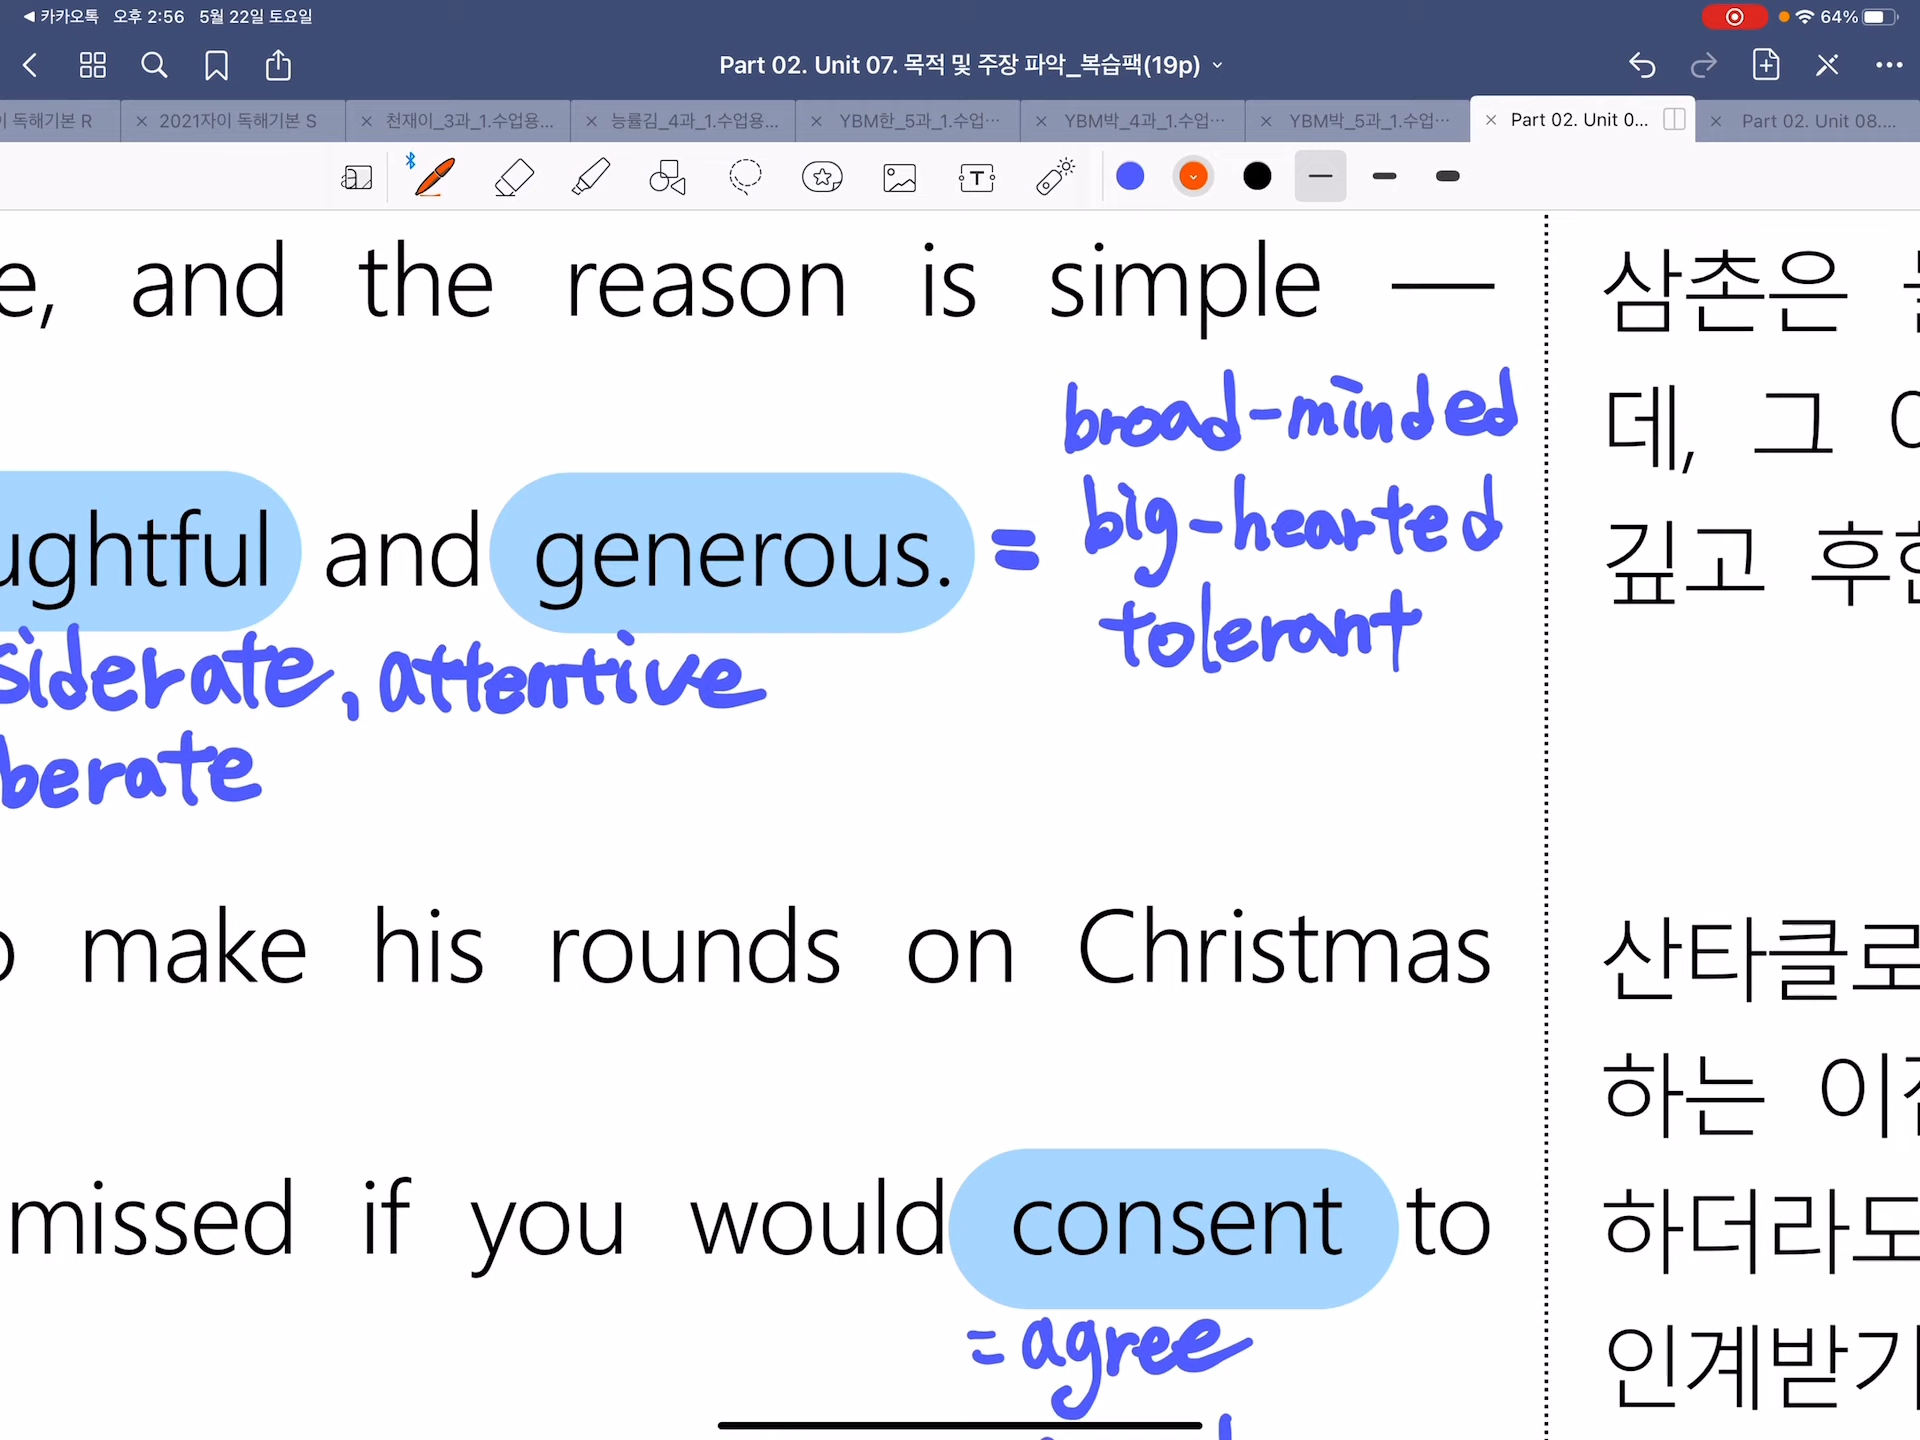 ◀ 카카오톡 오후 2:56 5월 22일 토요일 64%
Part 02. Unit 07. 목적 및 주장 파악_복습팩(19p)
독해기본 R × 2021자이 독해기본 S × 천재이_3과_1.수업용... × 능률김_4과_1.수업용... × YBM한_5과_1.수업... × YBM박_4과_1.수업... × YBM박_5과_1.수업... × Part 02. Unit 0... × Part 02. Unit 08....
T
e, and the reason is simple — 삼촌은
broad-minded
데, 그
big-hearted
ughtful and generous. = 깊고 후한
tolerant
siderate, attentive
berate
make his rounds on Christmas 산타클로
하는
missed if you would consent to 하더라도
= agree
인계받기